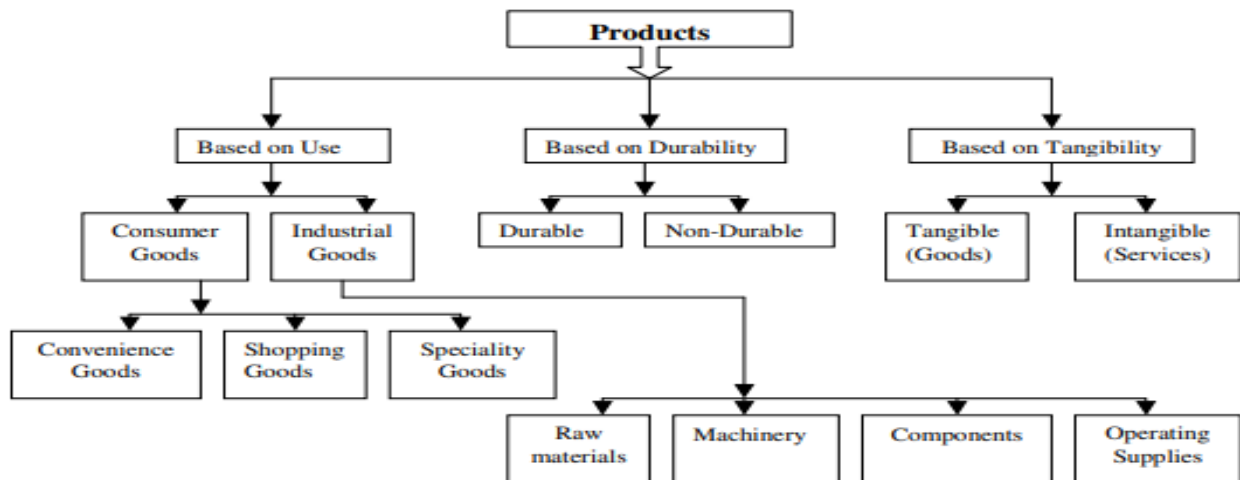 Products
Based on Use
Based on Durability
Based on Tangibility
Consumer
Goods
Industrial
Goods
Durable
Non-Durable
Tangible
(Goods)
Intangible
(Services)
Convenience
Goods
Shopping
Goods
Speciality
Goods
Raw
materials
Machinery
Components
Operating
Supplies